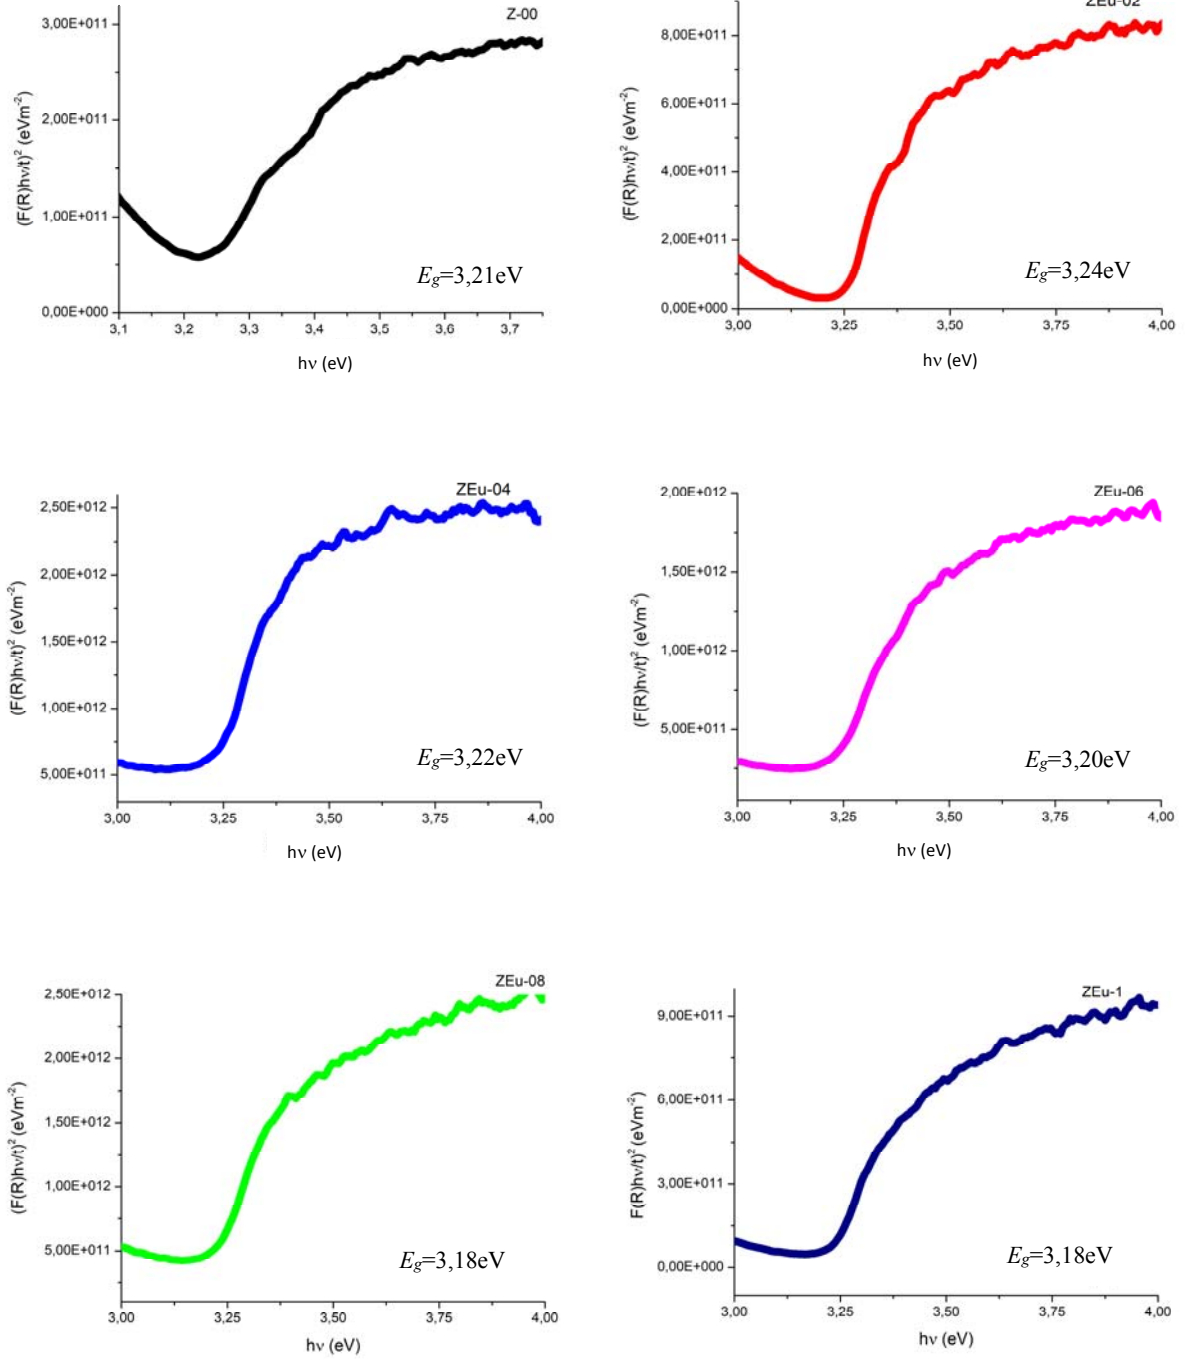 Z-00
3,00E+011
2,00E+011
1,00E+011
0,00E+000
(F(R)hν/t)² (eVm⁻²)
3,1 3,2 3,3 3,4 3,5 3,6 3,7
hν (eV)
Eg=3,21eV
ZEu-02
8,00E+011
6,00E+011
4,00E+011
2,00E+011
0,00E+000
(F(R)hν/t)² (eVm⁻²)
3,00 3,25 3,50 3,75 4,00
hν (eV)
Eg=3,24eV
ZEu-04
2,50E+012
2,00E+012
1,50E+012
1,00E+012
5,00E+011
(F(R)hν/t)² (eVm⁻²)
3,00 3,25 3,50 3,75 4,00
hν (eV)
Eg=3,22eV
ZEu-06
2,00E+012
1,50E+012
1,00E+012
5,00E+011
(F(R)hν/t)² (eVm⁻²)
3,00 3,25 3,50 3,75 4,00
hν (eV)
Eg=3,20eV
ZEu-08
2,50E+012
2,00E+012
1,50E+012
1,00E+012
5,00E+011
(F(R)hν/t)² (eVm⁻²)
3,00 3,25 3,50 3,75 4,00
hν (eV)
Eg=3,18eV
ZEu-1
9,00E+011
6,00E+011
3,00E+011
0,00E+000
F(R)hν/t)² (eVm⁻²)
3,00 3,25 3,50 3,75 4,00
hν (eV)
Eg=3,18eV